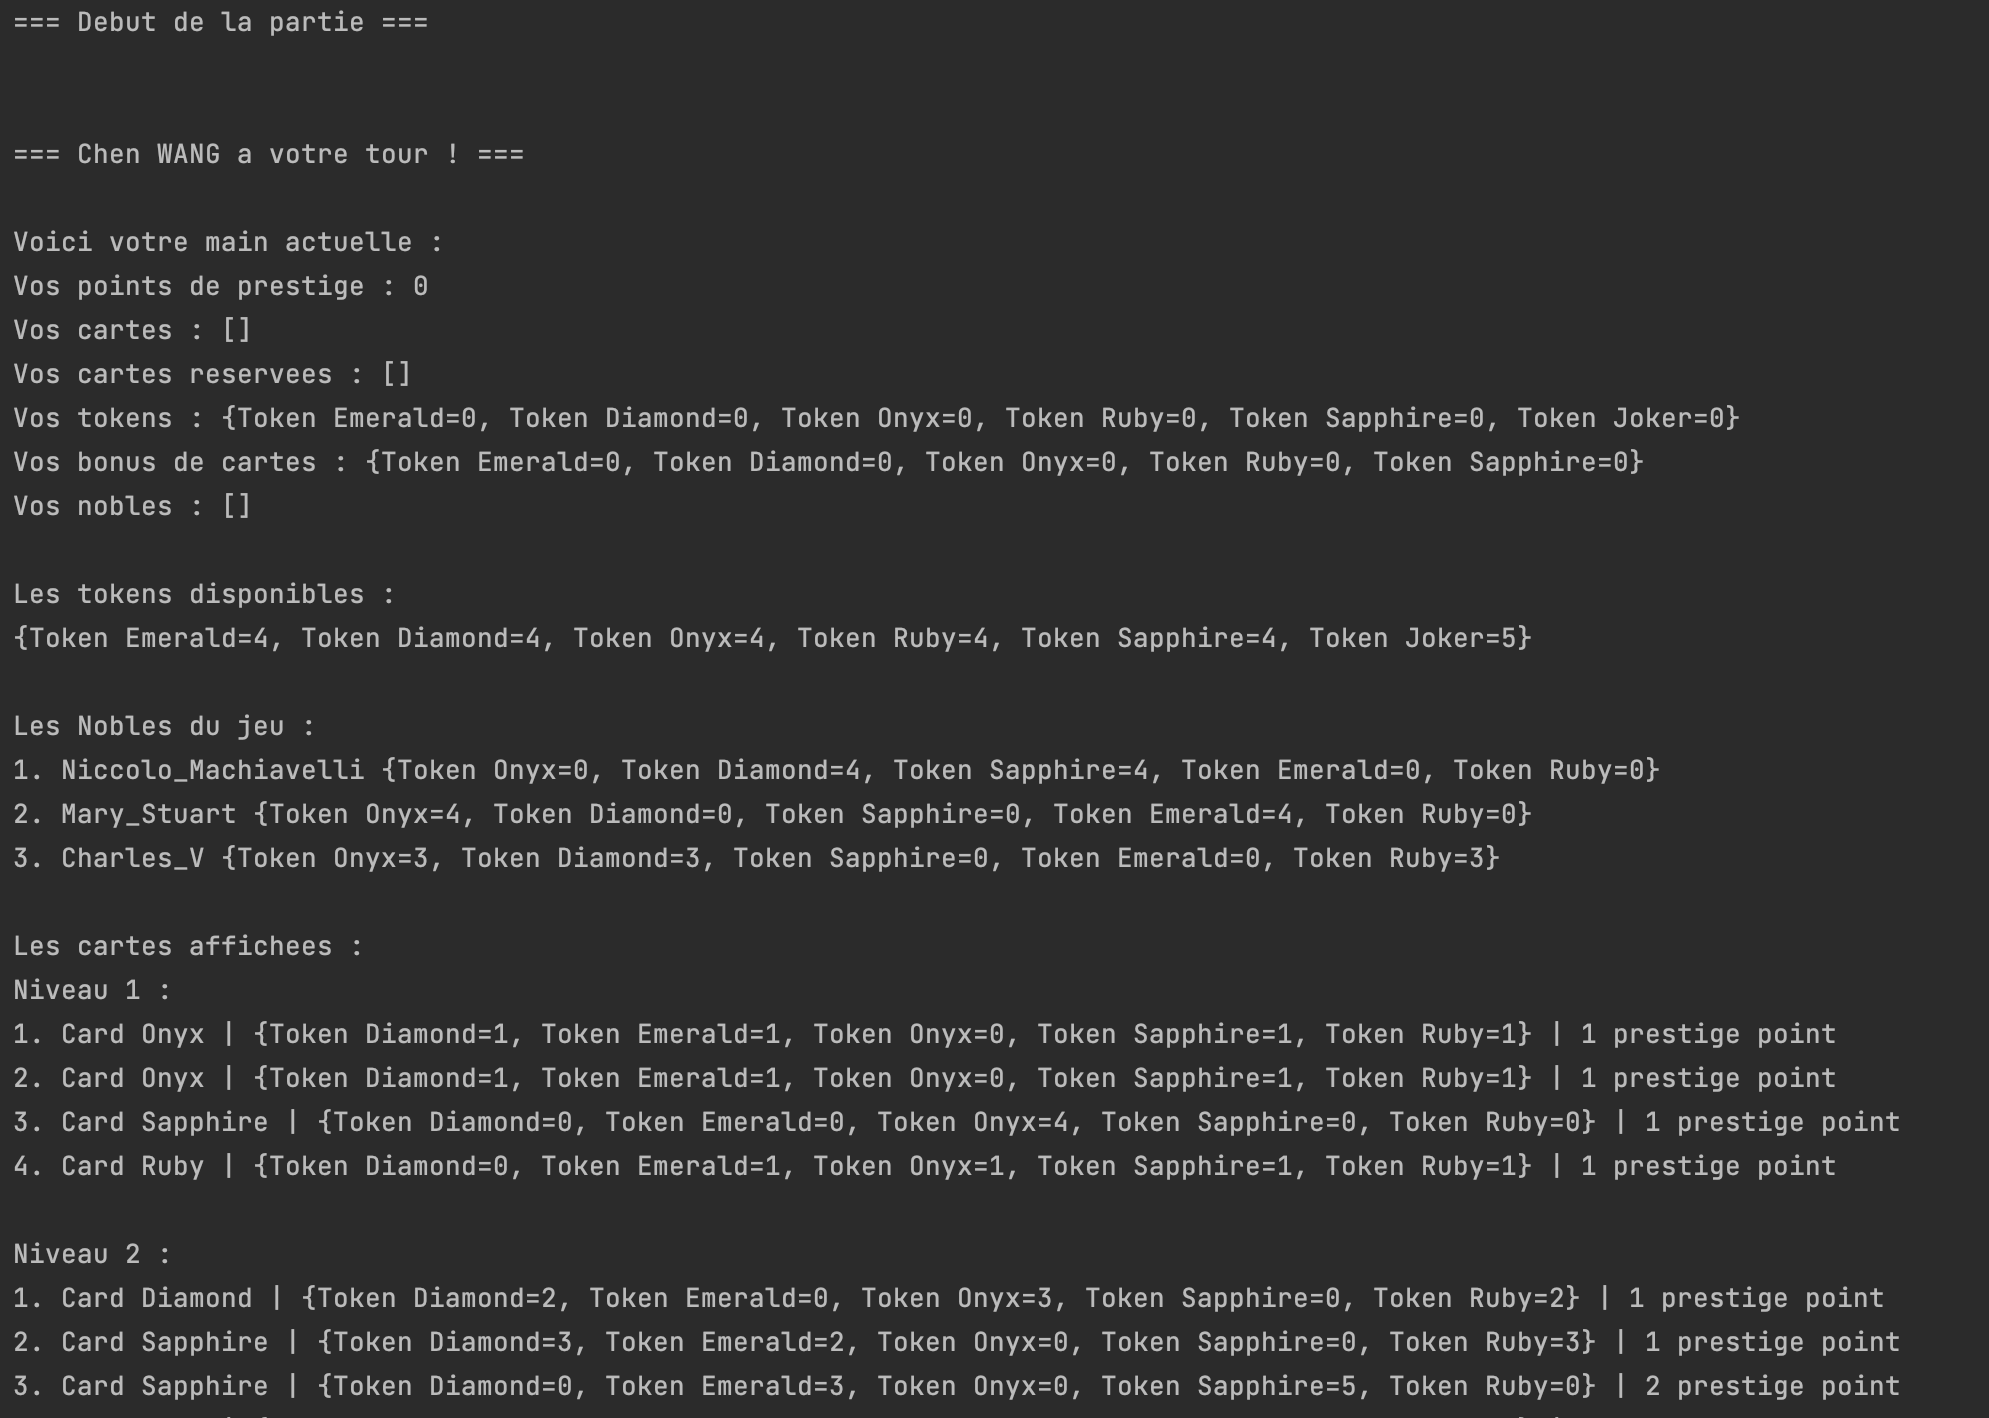 === Debut de la partie ===
=== Chen WANG a votre tour ! ===
Voici votre main actuelle :
Vos points de prestige : 0
Vos cartes : []
Vos cartes reservees : []
Vos tokens : {Token Emerald=0, Token Diamond=0, Token Onyx=0, Token Ruby=0, Token Sapphire=0, Token Joker=0}
Vos bonus de cartes : {Token Emerald=0, Token Diamond=0, Token Onyx=0, Token Ruby=0, Token Sapphire=0}
Vos nobles : []
Les tokens disponibles :
{Token Emerald=4, Token Diamond=4, Token Onyx=4, Token Ruby=4, Token Sapphire=4, Token Joker=5}
Les Nobles du jeu :
1. Niccolo_Machiavelli {Token Onyx=0, Token Diamond=4, Token Sapphire=4, Token Emerald=0, Token Ruby=0}
2. Mary_Stuart {Token Onyx=4, Token Diamond=0, Token Sapphire=0, Token Emerald=4, Token Ruby=0}
3. Charles_V {Token Onyx=3, Token Diamond=3, Token Sapphire=0, Token Emerald=0, Token Ruby=3}
Les cartes affichees :
Niveau 1 :
1. Card Onyx | {Token Diamond=1, Token Emerald=1, Token Onyx=0, Token Sapphire=1, Token Ruby=1} | 1 prestige point
2. Card Onyx | {Token Diamond=1, Token Emerald=1, Token Onyx=0, Token Sapphire=1, Token Ruby=1} | 1 prestige point
3. Card Sapphire | {Token Diamond=0, Token Emerald=0, Token Onyx=4, Token Sapphire=0, Token Ruby=0} | 1 prestige point
4. Card Ruby | {Token Diamond=0, Token Emerald=1, Token Onyx=1, Token Sapphire=1, Token Ruby=1} | 1 prestige point
Niveau 2 :
1. Card Diamond | {Token Diamond=2, Token Emerald=0, Token Onyx=3, Token Sapphire=0, Token Ruby=2} | 1 prestige point
2. Card Sapphire | {Token Diamond=3, Token Emerald=2, Token Onyx=0, Token Sapphire=0, Token Ruby=3} | 1 prestige point
3. Card Sapphire | {Token Diamond=0, Token Emerald=3, Token Onyx=0, Token Sapphire=5, Token Ruby=0} | 2 prestige point